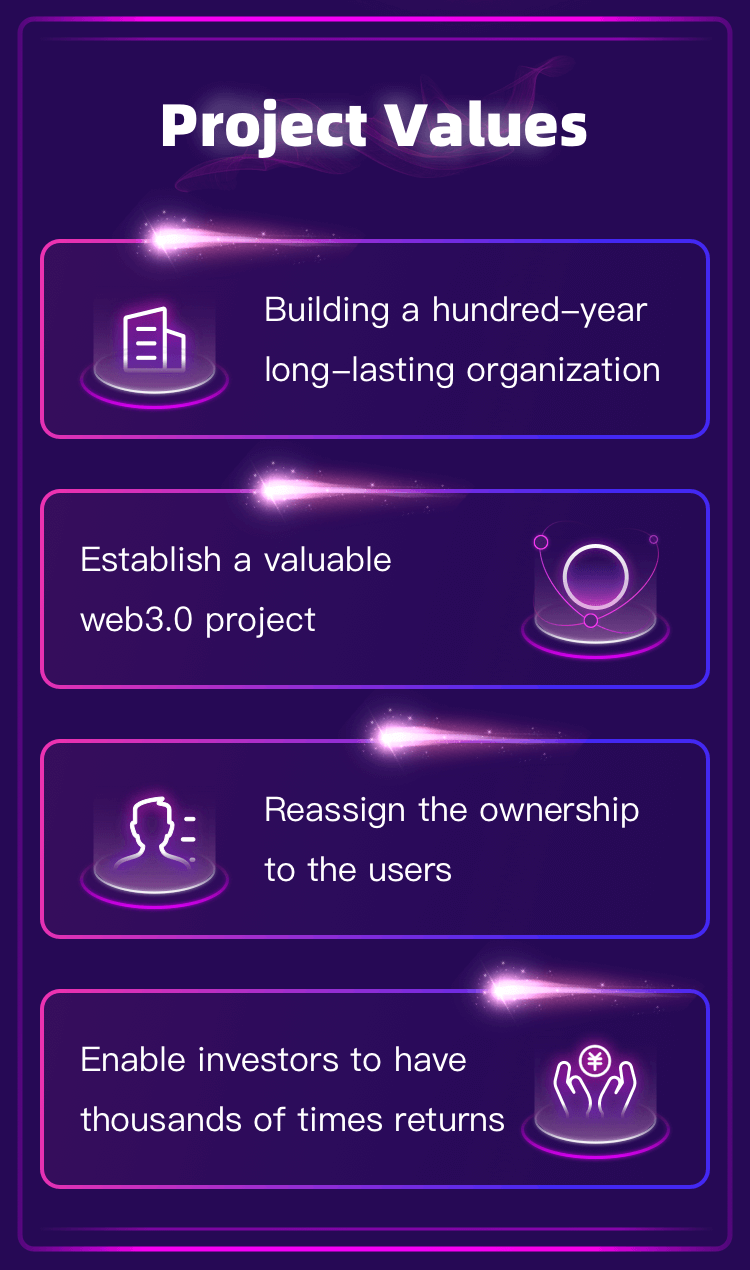 Project Values
Building a hundred–year
long–lasting organization
Establish a valuable
web3.0 project
Reassign the ownership
to the users
Enable investors to have
¥
thousands of times returns